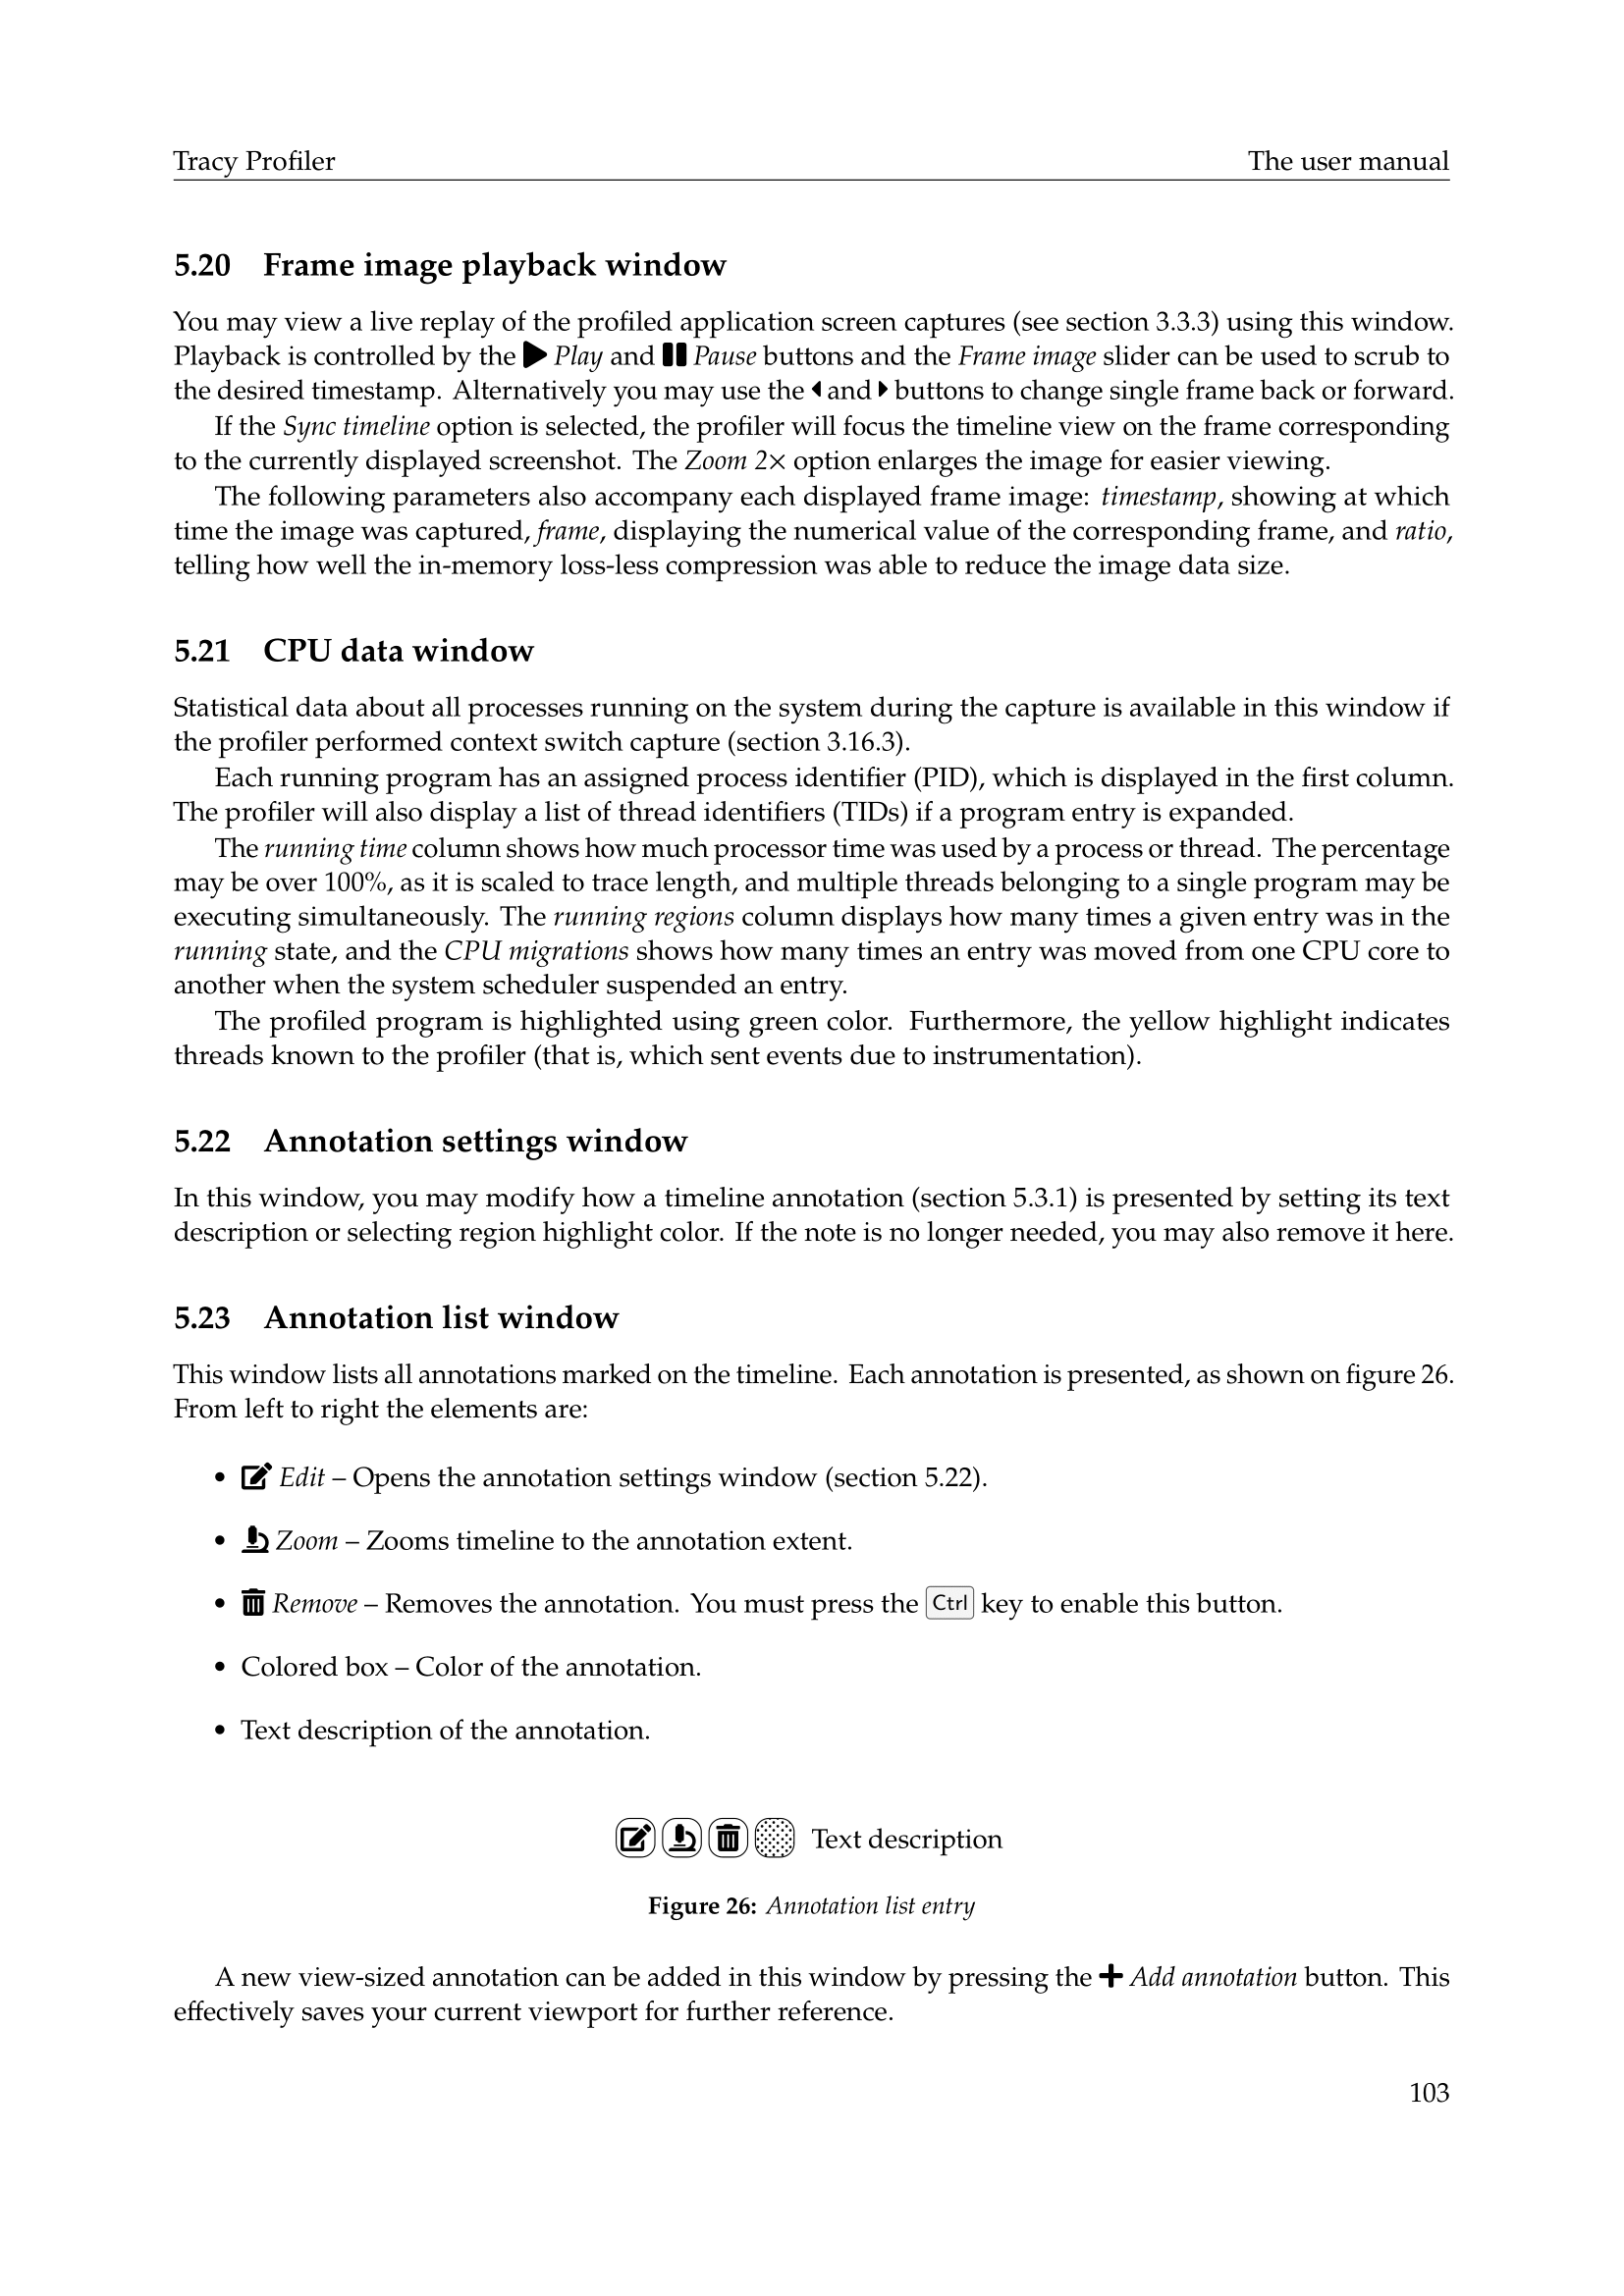 Tracy Profiler The user manual
5.20 Frame image playback window
You may view a live replay of the profiled application screen captures (see section 3.3.3) using this window.
Playback is controlled by the Play and Pause buttons and the Frame image slider can be used to scrub to
the desired timestamp. Alternatively you may use the and buttons to change single frame back or forward.
If the Sync timeline option is selected, the profiler will focus the timeline view on the frame corresponding
to the currently displayed screenshot. The Zoom 2× option enlarges the image for easier viewing.
The following parameters also accompany each displayed frame image: timestamp, showing at which
time the image was captured, frame, displaying the numerical value of the corresponding frame, and ratio,
telling how well the in-memory loss-less compression was able to reduce the image data size.
5.21 CPU data window
Statistical data about all processes running on the system during the capture is available in this window if
the profiler performed context switch capture (section 3.16.3).
Each running program has an assigned process identifier (PID), which is displayed in the first column.
The profiler will also display a list of thread identifiers (TIDs) if a program entry is expanded.
The running time column shows how much processor time was used by a process or thread. The percentage
may be over 100%, as it is scaled to trace length, and multiple threads belonging to a single program may be
executing simultaneously. The running regions column displays how many times a given entry was in the
running state, and the CPU migrations shows how many times an entry was moved from one CPU core to
another when the system scheduler suspended an entry.
The profiled program is highlighted using green color. Furthermore, the yellow highlight indicates
threads known to the profiler (that is, which sent events due to instrumentation).
5.22 Annotation settings window
In this window, you may modify how a timeline annotation (section 5.3.1) is presented by setting its text
description or selecting region highlight color. If the note is no longer needed, you may also remove it here.
5.23 Annotation list window
This window lists all annotations marked on the timeline. Each annotation is presented, as shown on figure 26.
From left to right the elements are:
• Edit – Opens the annotation settings window (section 5.22).
• Zoom – Zooms timeline to the annotation extent.
• Remove – Removes the annotation. You must press the Ctrl key to enable this button.
• Colored box – Color of the annotation.
• Text description of the annotation.
Text description
Figure 26: Annotation list entry
A new view-sized annotation can be added in this window by pressing the Add annotation button. This
effectively saves your current viewport for further reference.
103